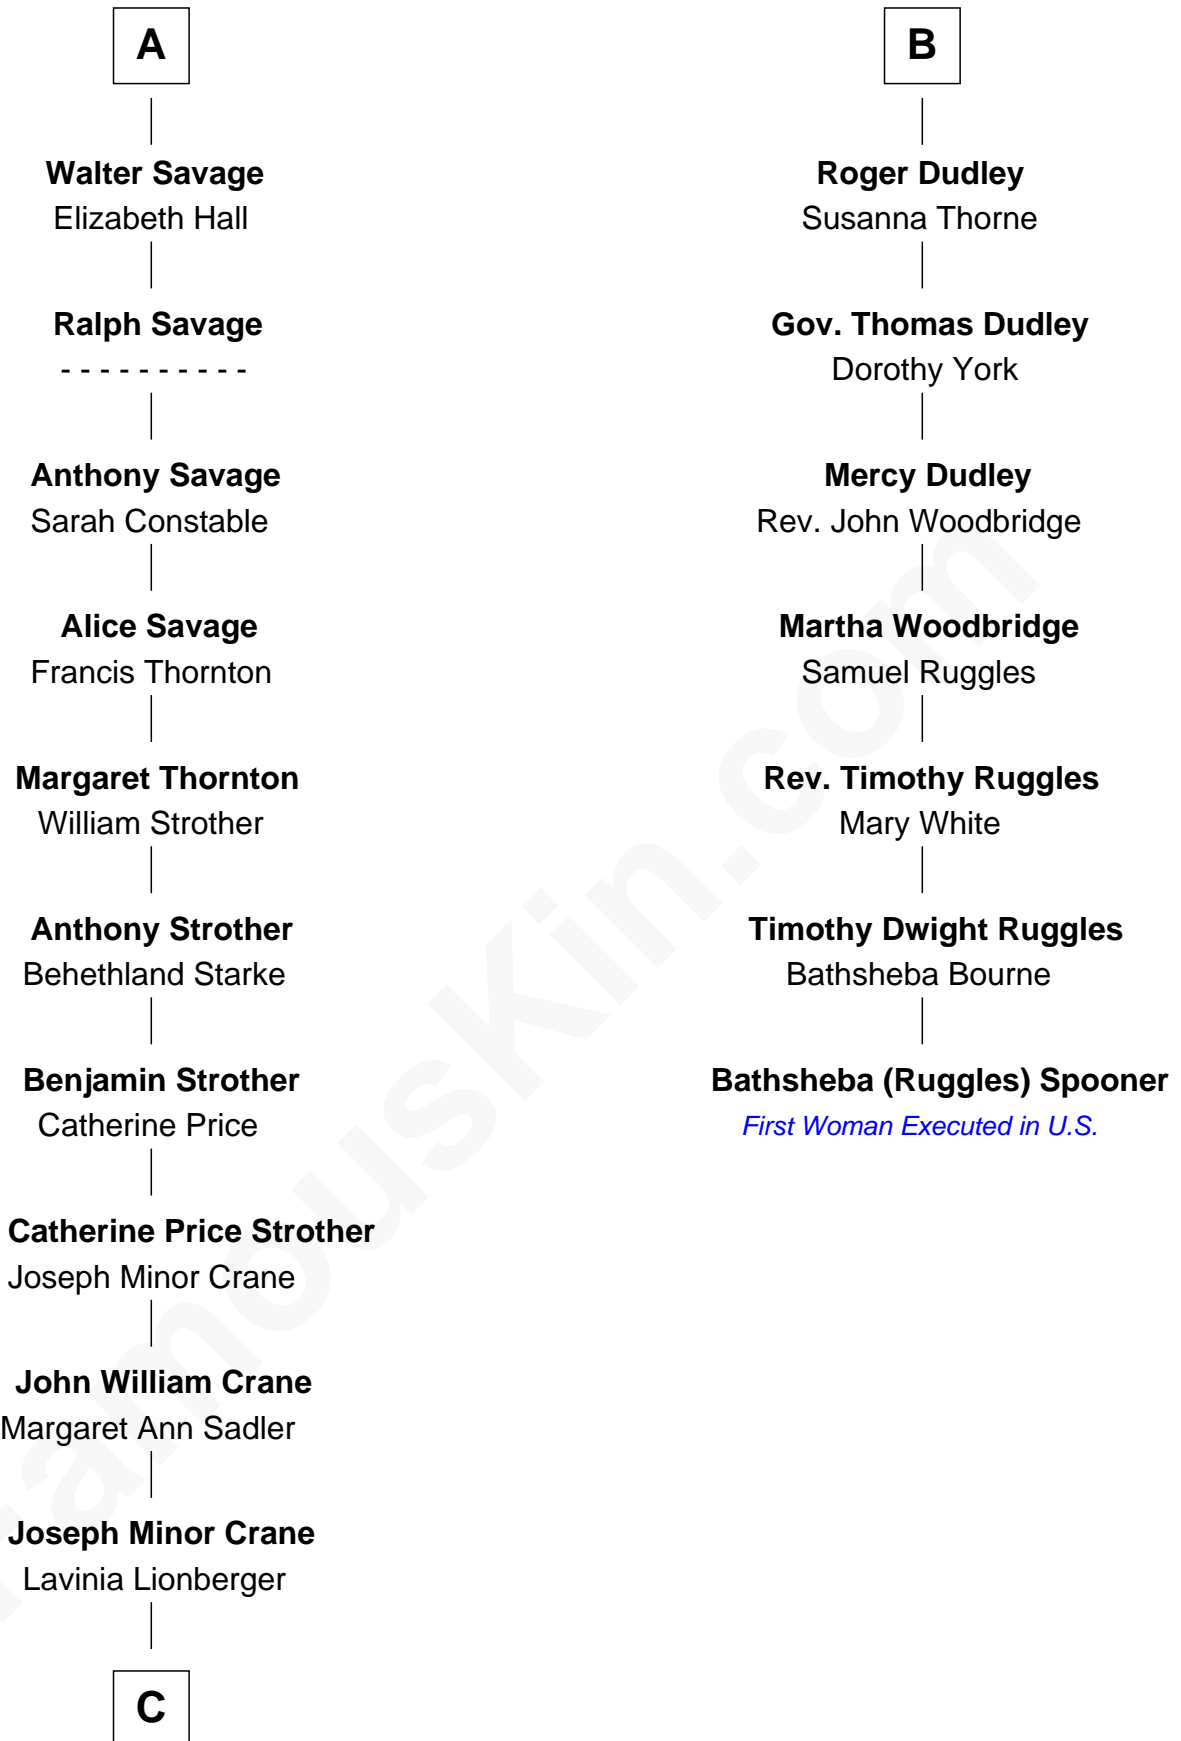 A
Walter Savage
Elizabeth Hall
Ralph Savage
- - - - - - - - - -
Anthony Savage
Sarah Constable
Alice Savage
Francis Thornton
Margaret Thornton
William Strother
Anthony Strother
Behethland Starke
Benjamin Strother
Catherine Price
Catherine Price Strother
Joseph Minor Crane
John William Crane
Margaret Ann Sadler
Joseph Minor Crane
Lavinia Lionberger
C
B
Roger Dudley
Susanna Thorne
Gov. Thomas Dudley
Dorothy York
Mercy Dudley
Rev. John Woodbridge
Martha Woodbridge
Samuel Ruggles
Rev. Timothy Ruggles
Mary White
Timothy Dwight Ruggles
Bathsheba Bourne
Bathsheba (Ruggles) Spooner
First Woman Executed in U.S.
FamousKin.com